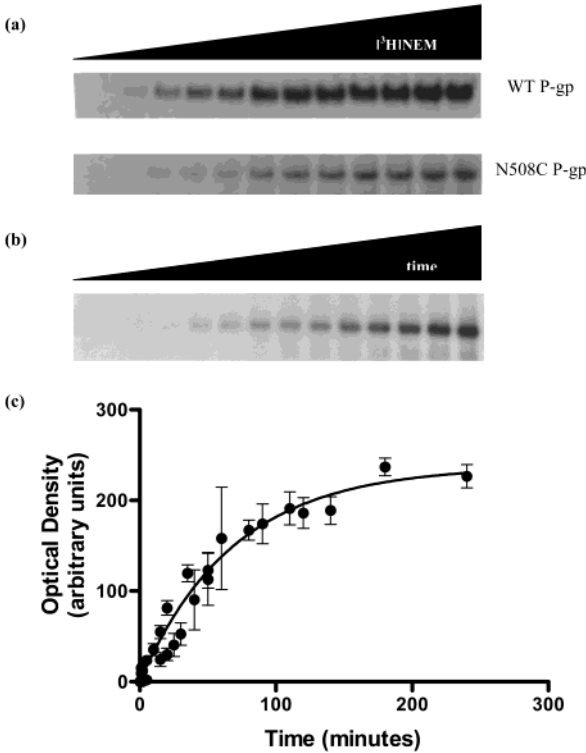 (a)
[³H]NEM
WT P-gp
N508C P-gp
(b)
time
(c)
300
200
100
0
Optical Density
(arbitrary units)
0
100
200
300
Time (minutes)